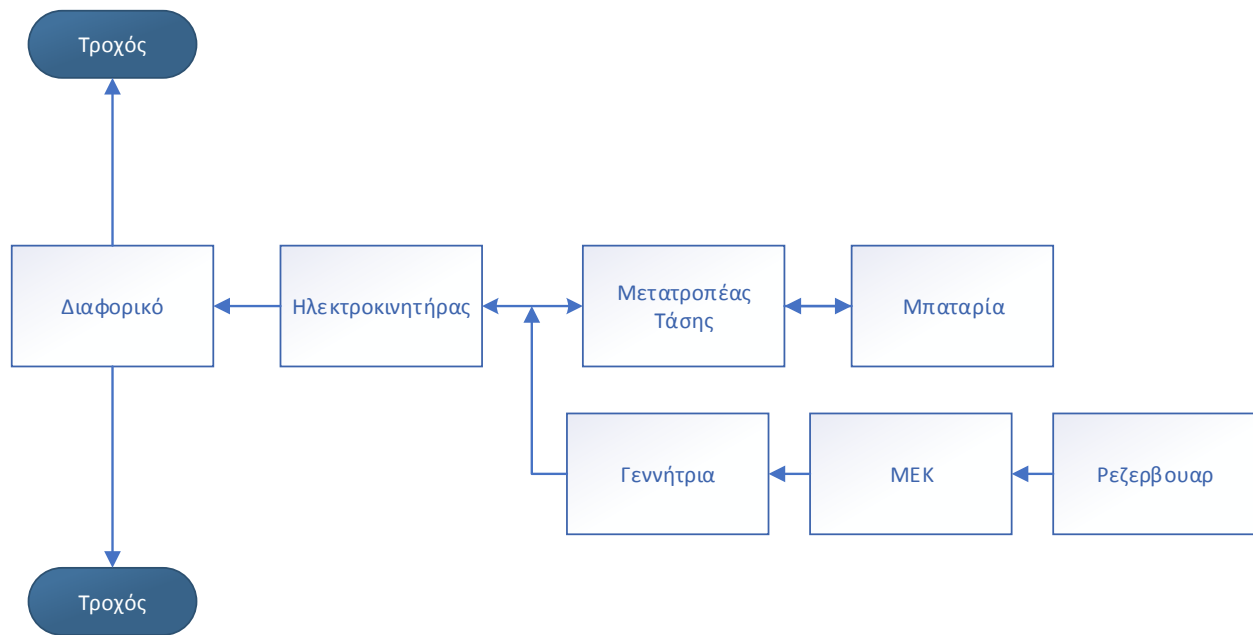 Τροχός
Διαφορικό
Ηλεκτροκινητήρας
Μετατροπέας
Τάσης
Μπαταρία
Γεννήτρια
ΜΕΚ
Ρεζερβουαρ
Τροχός